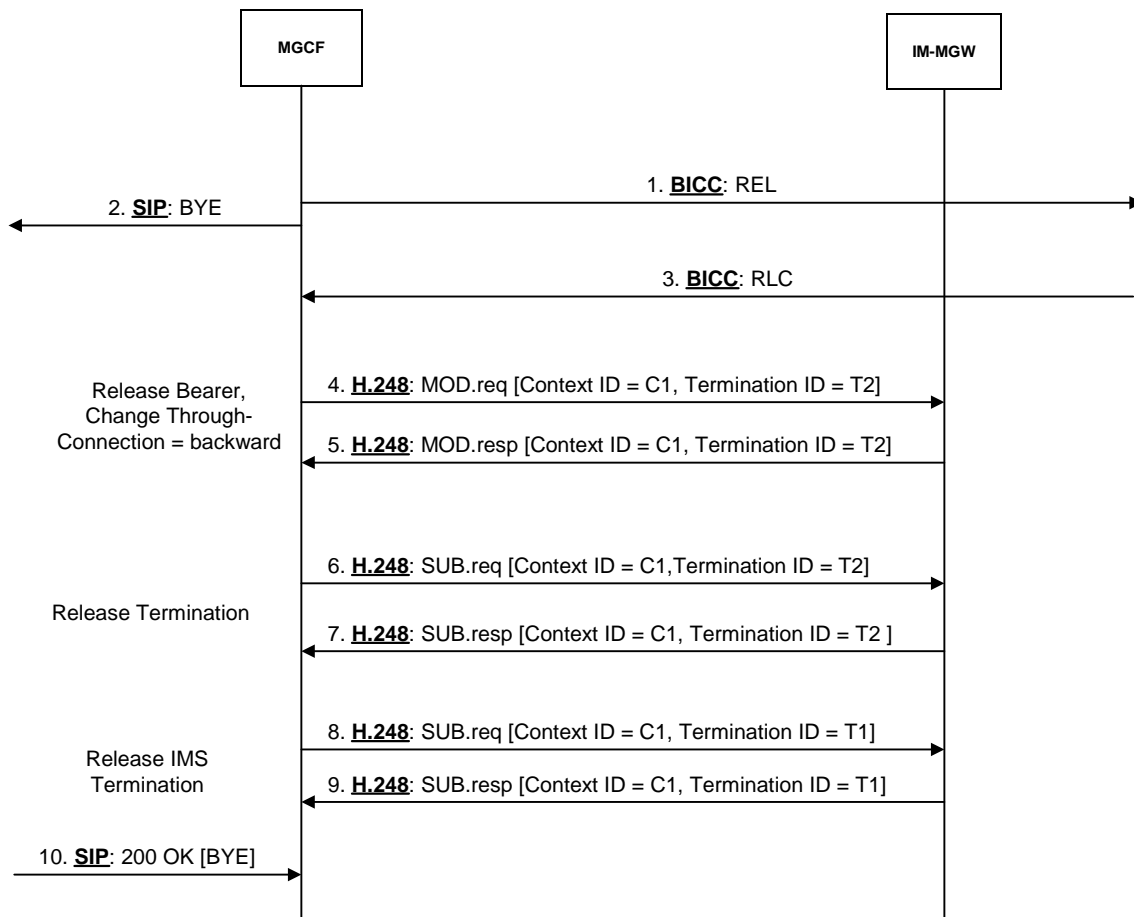 MGCF
IM-MGW
1. BICC: REL
2. SIP: BYE
3. BICC: RLC
Release Bearer,
Change Through-
Connection = backward
4. H.248: MOD.req [Context ID = C1, Termination ID = T2]
5. H.248: MOD.resp [Context ID = C1, Termination ID = T2]
6. H.248: SUB.req [Context ID = C1,Termination ID = T2]
Release Termination
7. H.248: SUB.resp [Context ID = C1, Termination ID = T2 ]
8. H.248: SUB.req [Context ID = C1, Termination ID = T1]
Release IMS
Termination
9. H.248: SUB.resp [Context ID = C1, Termination ID = T1]
10. SIP: 200 OK [BYE]